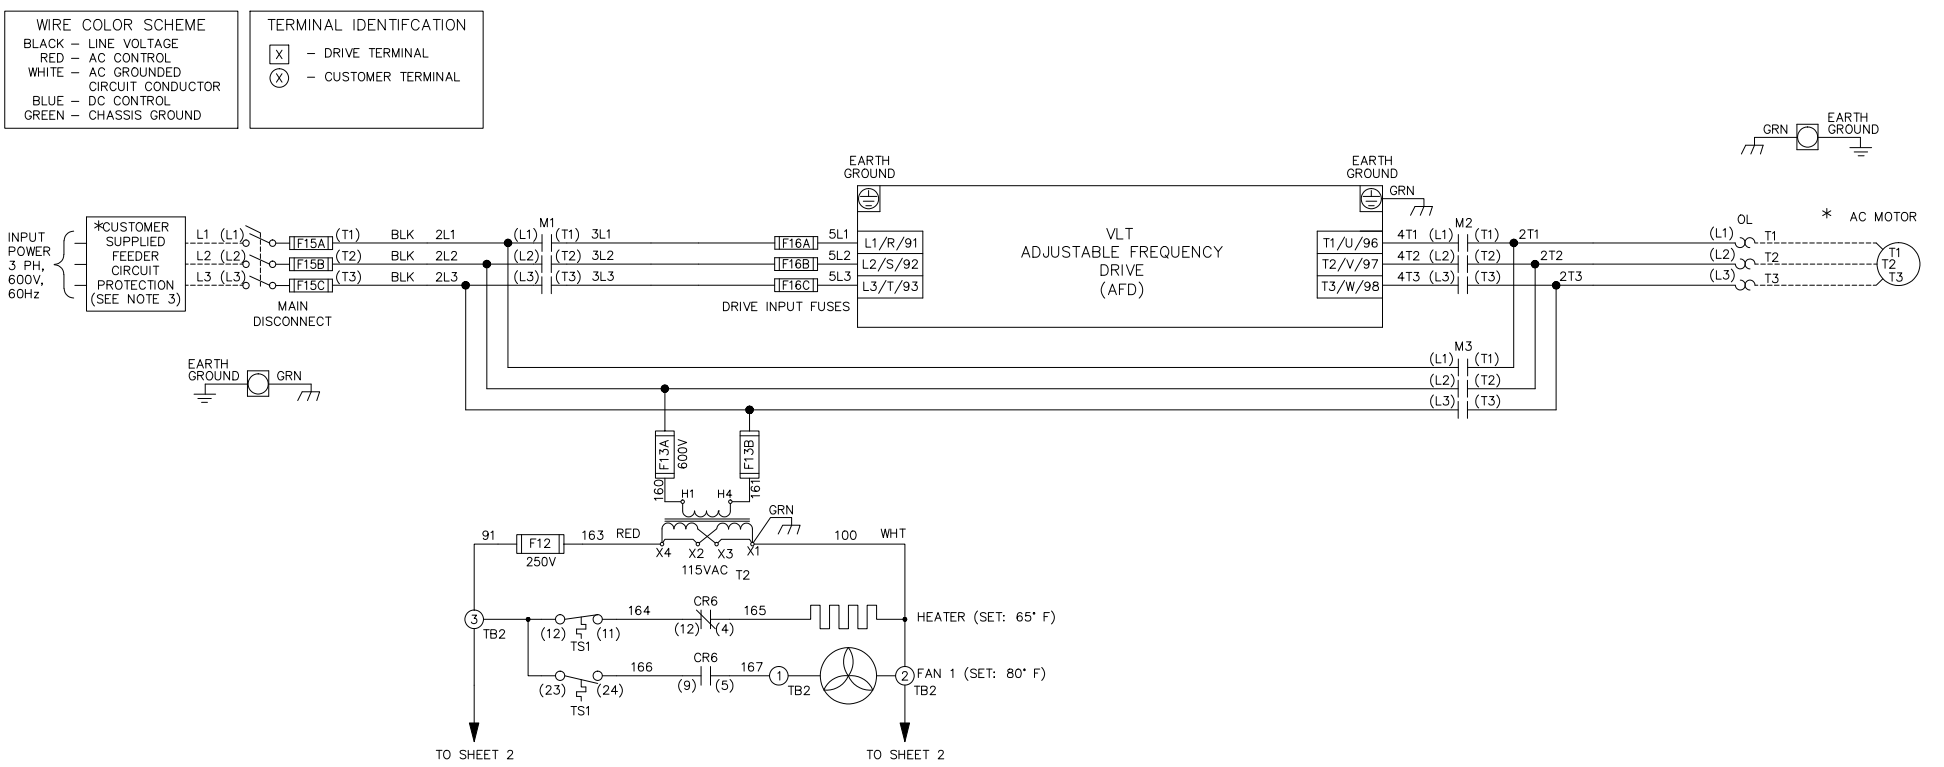 WIRE COLOR SCHEME
BLACK – LINE VOLTAGE
RED – AC CONTROL
WHITE – AC GROUNDED
CIRCUIT CONDUCTOR
BLUE – DC CONTROL
GREEN – CHASSIS GROUND
TERMINAL IDENTIFCATION
X – DRIVE TERMINAL
X – CUSTOMER TERMINAL
GRN
EARTH
GROUND
EARTH
GROUND
EARTH
GROUND
GRN
INPUT
POWER
3 PH,
600V,
60Hz
*CUSTOMER
SUPPLIED
FEEDER
CIRCUIT
PROTECTION
(SEE NOTE 3)
L1 (L1) F15A (T1) BLK 2L1 (L1) M1 (T1) 3L1 F16A 5L1 L1/R/91
L2 (L2) F15B (T2) BLK 2L2 (L2) (T2) 3L2 F16B 5L2 L2/S/92
L3 (L3) F15C (T3) BLK 2L3 (L3) (T3) 3L3 F16C 5L3 L3/T/93
MAIN
DISCONNECT
DRIVE INPUT FUSES
VLT
ADJUSTABLE FREQUENCY
DRIVE
(AFD)
T1/U/96 4T1 (L1) M2 (T1) 2T1 (L1) OL T1
T2/V/97 4T2 (L2) (T2) 2T2 (L2) T2
T3/W/98 4T3 (L3) (T3) 2T3 (L3) T3
* AC MOTOR
T1
T2
T3
EARTH
GROUND GRN
M3
(L1) (T1)
(L2) (T2)
(L3) (T3)
F13A
600V
F13B
160
161
H1 H4
GRN
91 F12 163 RED
250V
X4 X2 X3 X1
100 WHT
115VAC T2
3
TB2
(12) (11)
TS1
164
CR6
(12) (4)
165
HEATER (SET: 65° F)
(23) (24)
TS1
166
CR6
(9) (5)
167
1
TB2
2
TB2
FAN 1 (SET: 80° F)
TO SHEET 2
TO SHEET 2